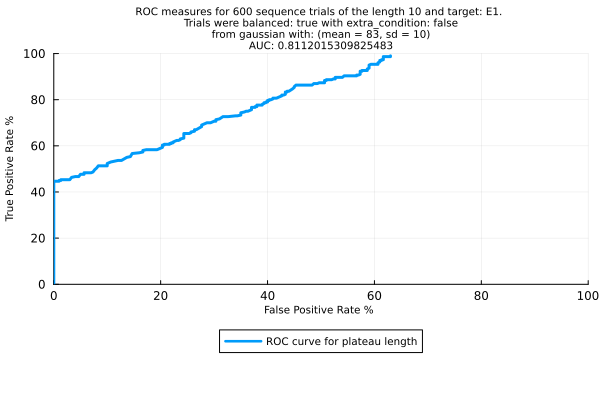 ROC measures for 600 sequence trials of the length 10 and target: E1.
Trials were balanced: true with extra_condition: false
from gaussian with: (mean = 83, sd = 10)
AUC: 0.8112015309825483
100
80
60
40
20
0
True Positive Rate %
0 20 40 60 80 100
False Positive Rate %
ROC curve for plateau length